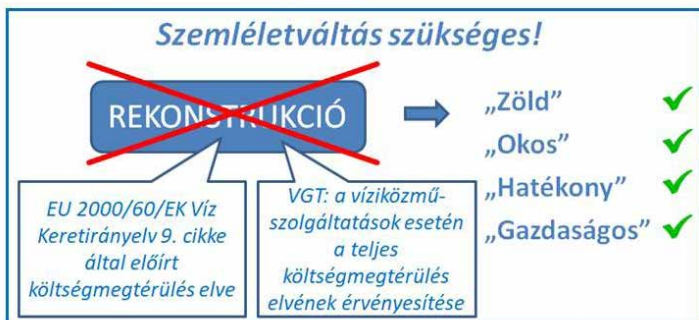 Szemléletváltás szükséges!
REKONSTRUKCIÓ
„Zöld”
„Okos”
„Hatékony”
„Gazdaságos”
EU 2000/60/EK Víz
Keretirányelv 9. cikke
által előírt
költségmegtérülés elve
VGT: a víziközmű-
szolgáltatások esetén
a teljes
költségmegtérülés
elvének érvényesítése